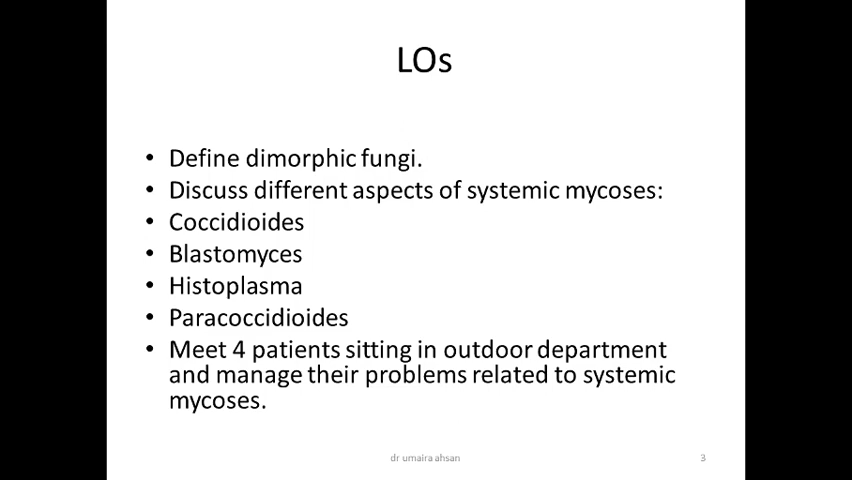 LOs
• Define dimorphic fungi.
• Discuss different aspects of systemic mycoses:
• Coccidioides
• Blastomyces
• Histoplasma
• Paracoccidioides
• Meet 4 patients sitting in outdoor department
and manage their problems related to systemic
mycoses.
dr umaira ahsan
3